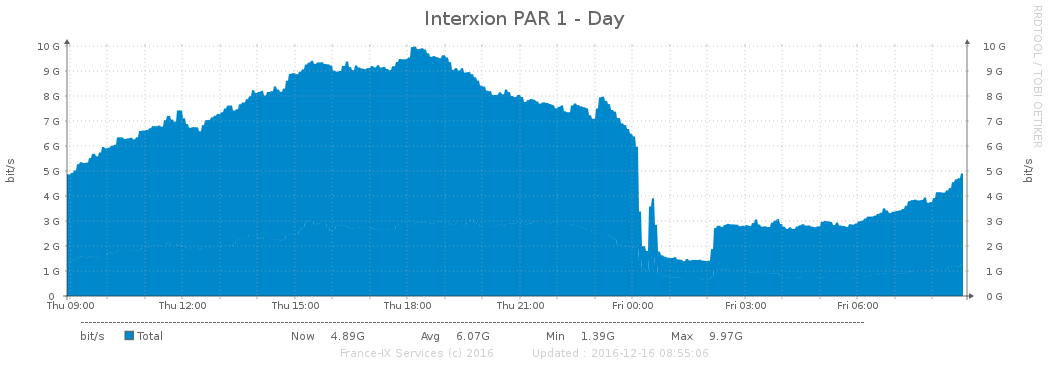 Interxion PAR 1 - Day
RRDTOOL / TOBI OETIKER
bit/s
bit/s
10 G 10 G
9 G 9 G
8 G 8 G
7 G 7 G
6 G 6 G
5 G 5 G
4 G 4 G
3 G 3 G
2 G 2 G
1 G 1 G
0 0 G
Thu 09:00 Thu 12:00 Thu 15:00 Thu 18:00 Thu 21:00 Fri 00:00 Fri 03:00 Fri 06:00
bit/s Total Now 4.89G Avg 6.07G Min 1.39G Max 9.97G
France-IX Services (c) 2016 Updated : 2016-12-16 08:55:06